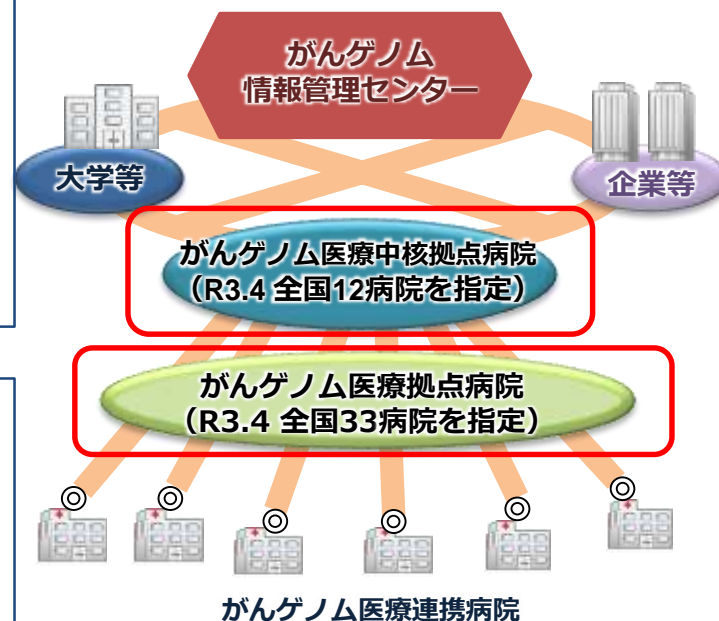 がんゲノム
情報管理センター
大学等
企業等
がんゲノム医療中核拠点病院
（R3.4 全国12病院を指定）
がんゲノム医療拠点病院
（R3.4 全国33病院を指定）
◎ ◎ ◎ ◎ ◎ ◎
がんゲノム医療連携病院